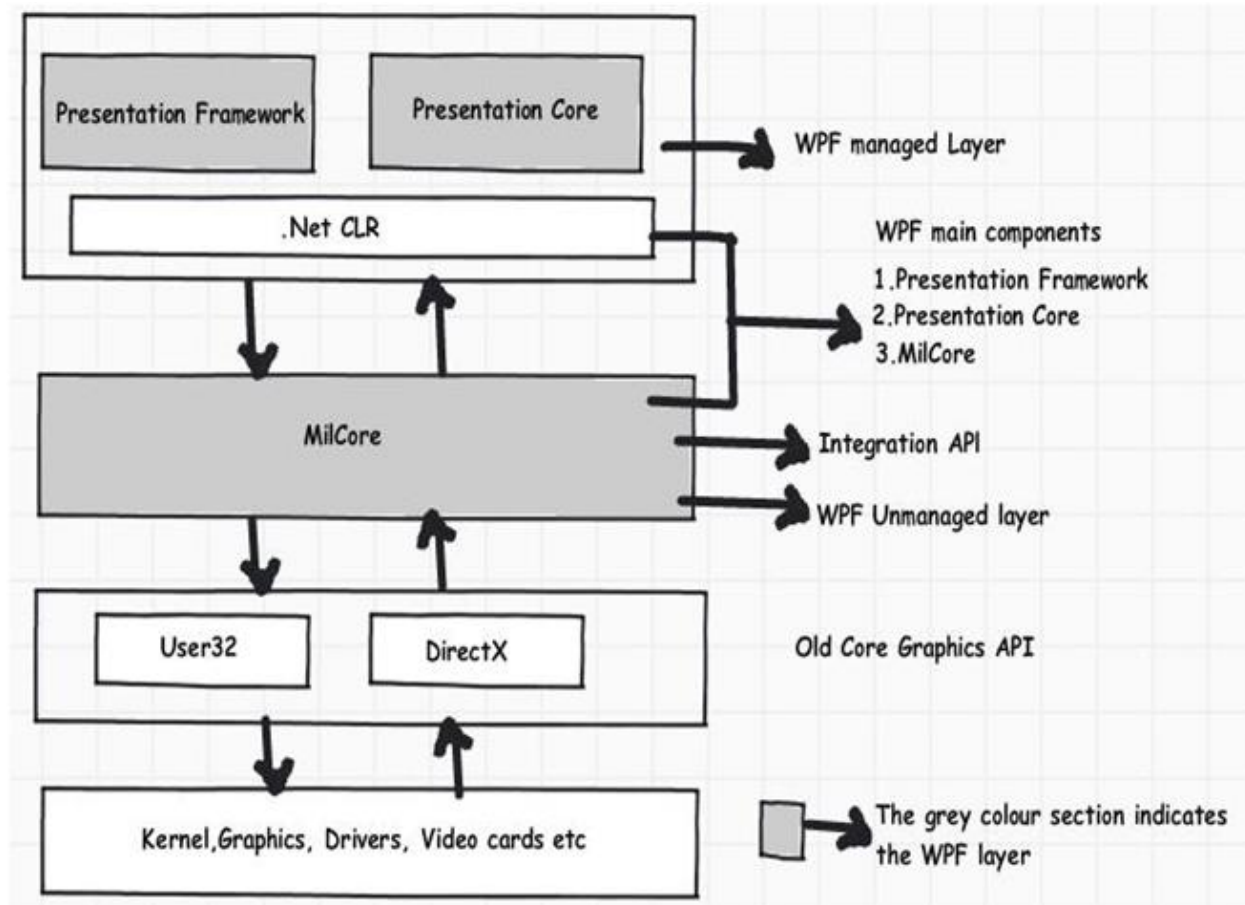 Presentation Framework
Presentation Core
WPF managed Layer
.Net CLR
WPF main components
1.Presentation Framework
2.Presentation Core
3.MilCore
MilCore
Integration API
WPF Unmanaged layer
User32
DirectX
Old Core Graphics API
Kernel,Graphics, Drivers, Video cards etc
The grey colour section indicates
the WPF layer